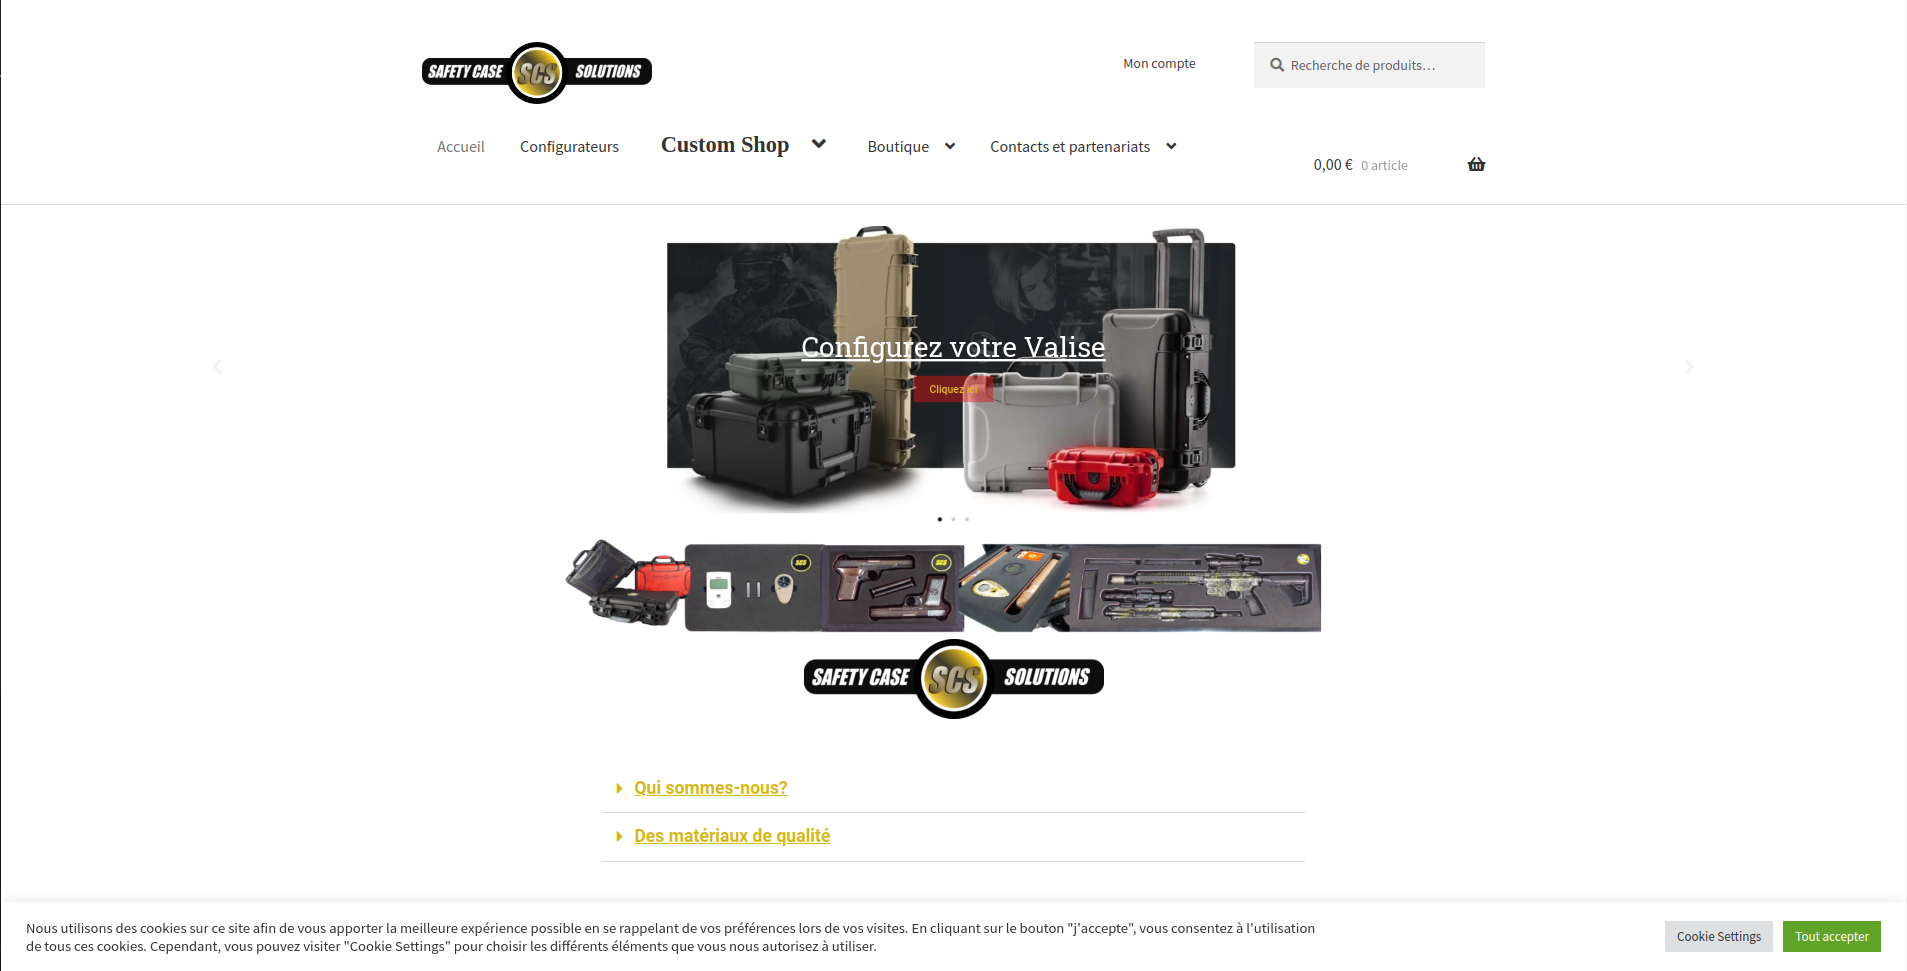 SAFETY CASE SCS SOLUTIONS
Mon compte
Recherche de produits…
Accueil
Configurateurs
Custom Shop
Boutique
Contacts et partenariats
0,00 € 0 article
Configurez votre Valise
Cliquez ici
SCS
SCS
SAFETY CASE SCS SOLUTIONS
Qui sommes-nous?
Des matériaux de qualité
Nous utilisons des cookies sur ce site afin de vous apporter la meilleure expérience possible en se rappelant de vos préférences lors de vos visites. En cliquant sur le bouton "j'accepte", vous consentez à l'utilisation
de tous ces cookies. Cependant, vous pouvez visiter "Cookie Settings" pour choisir les différents éléments que vous nous autorisez à utiliser.
Cookie Settings
Tout accepter